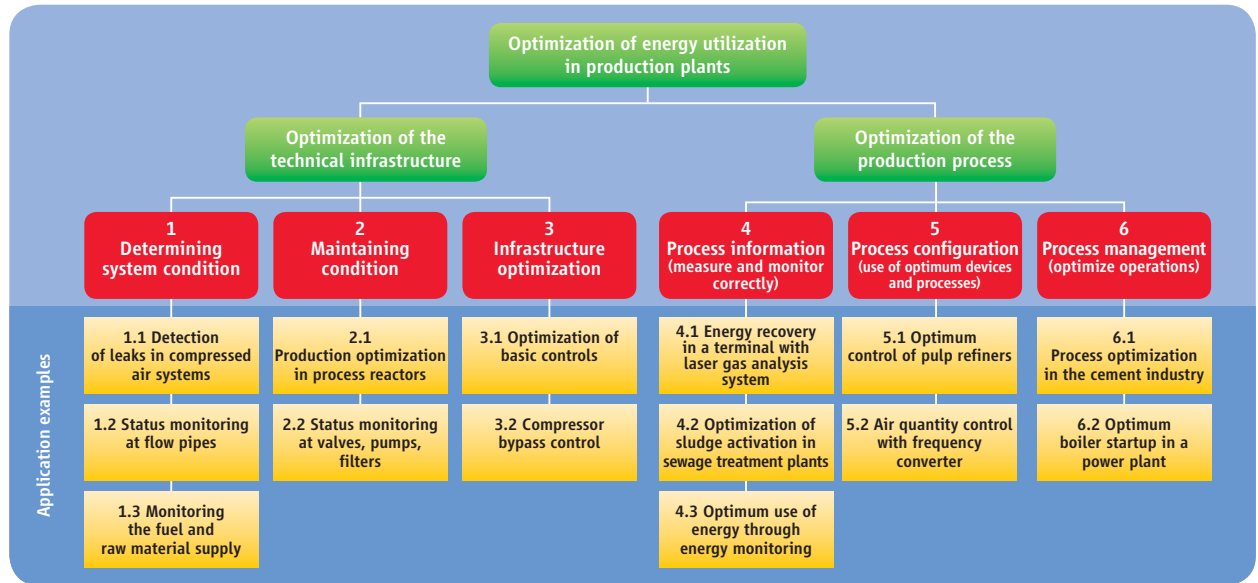 Optimization of energy utilization
in production plants
Optimization of the
technical infrastructure
Optimization of the
production process
1
Determining
system condition
2
Maintaining
condition
3
Infrastructure
optimization
4
Process information
(measure and monitor
correctly)
5
Process configuration
(use of optimum devices
and processes)
6
Process management
(optimize operations)
Application examples
1.1 Detection
of leaks in compressed
air systems
2.1
Production optimization
in process reactors
3.1 Optimization of
basic controls
4.1 Energy recovery
in a terminal with
laser gas analysis
system
5.1 Optimum
control of pulp refiners
6.1
Process optimization
in the cement industry
1.2 Status monitoring
at flow pipes
2.2 Status monitoring
at valves, pumps,
filters
3.2 Compressor
bypass control
4.2 Optimization of
sludge activation in
sewage treatment plants
5.2 Air quantity control
with frequency
converter
6.2 Optimum
boiler startup in a
power plant
1.3 Monitoring
the fuel and
raw material supply
4.3 Optimum use of
energy through
energy monitoring